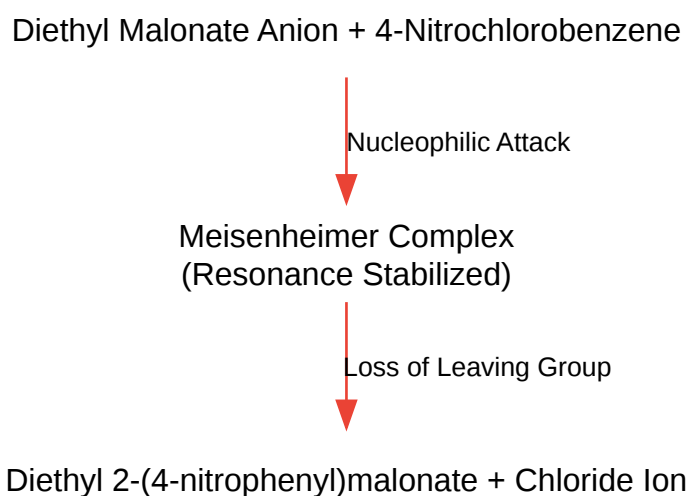 Diethyl Malonate Anion + 4-Nitrochlorobenzene
Nucleophilic Attack
Meisenheimer Complex
(Resonance Stabilized)
Loss of Leaving Group
Diethyl 2-(4-nitrophenyl)malonate + Chloride Ion